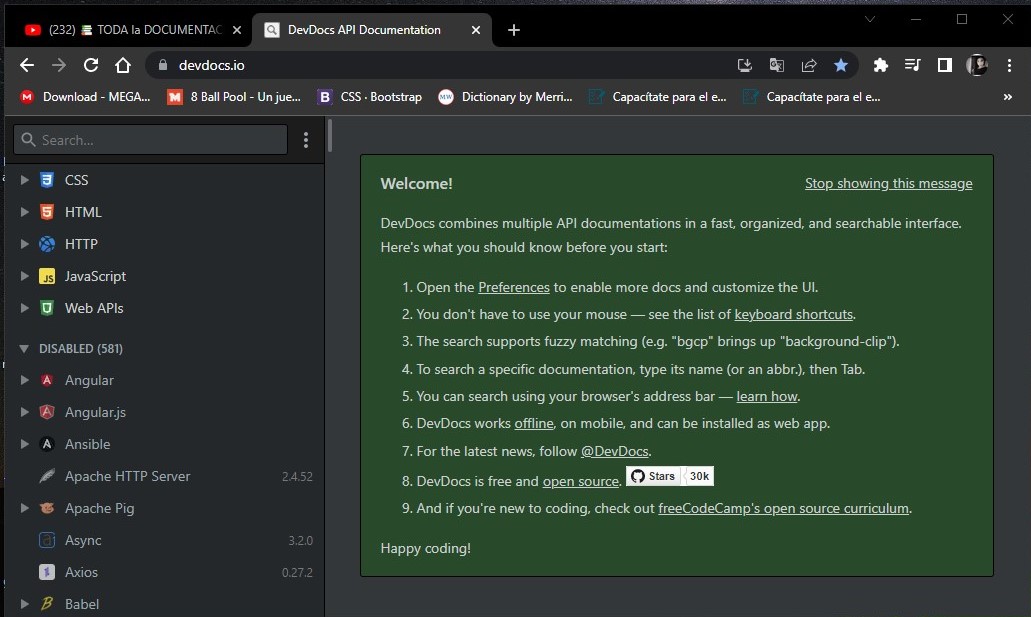 (232) 📚 TODA la DOCUMENTAC
DevDocs API Documentation
devdocs.io
Download - MEGA...
8 Ball Pool - Un jue...
B CSS · Bootstrap
MW Dictionary by Merri...
Capacítate para el e...
Capacítate para el e...
»
Search...
CSS
HTML
HTTP
JS JavaScript
Web APIs
DISABLED (581)
Angular
Angular.js
Ansible
Apache HTTP Server 2.4.52
Apache Pig
Async 3.2.0
Axios 0.27.2
Babel
Welcome! Stop showing this message
DevDocs combines multiple API documentations in a fast, organized, and searchable interface.
Here's what you should know before you start:
1. Open the Preferences to enable more docs and customize the UI.
2. You don't have to use your mouse — see the list of keyboard shortcuts.
3. The search supports fuzzy matching (e.g. "bgcp" brings up "background-clip").
4. To search a specific documentation, type its name (or an abbr.), then Tab.
5. You can search using your browser's address bar — learn how.
6. DevDocs works offline, on mobile, and can be installed as web app.
7. For the latest news, follow @DevDocs.
8. DevDocs is free and open source. Stars 30k
9. And if you're new to coding, check out freeCodeCamp's open source curriculum.
Happy coding!